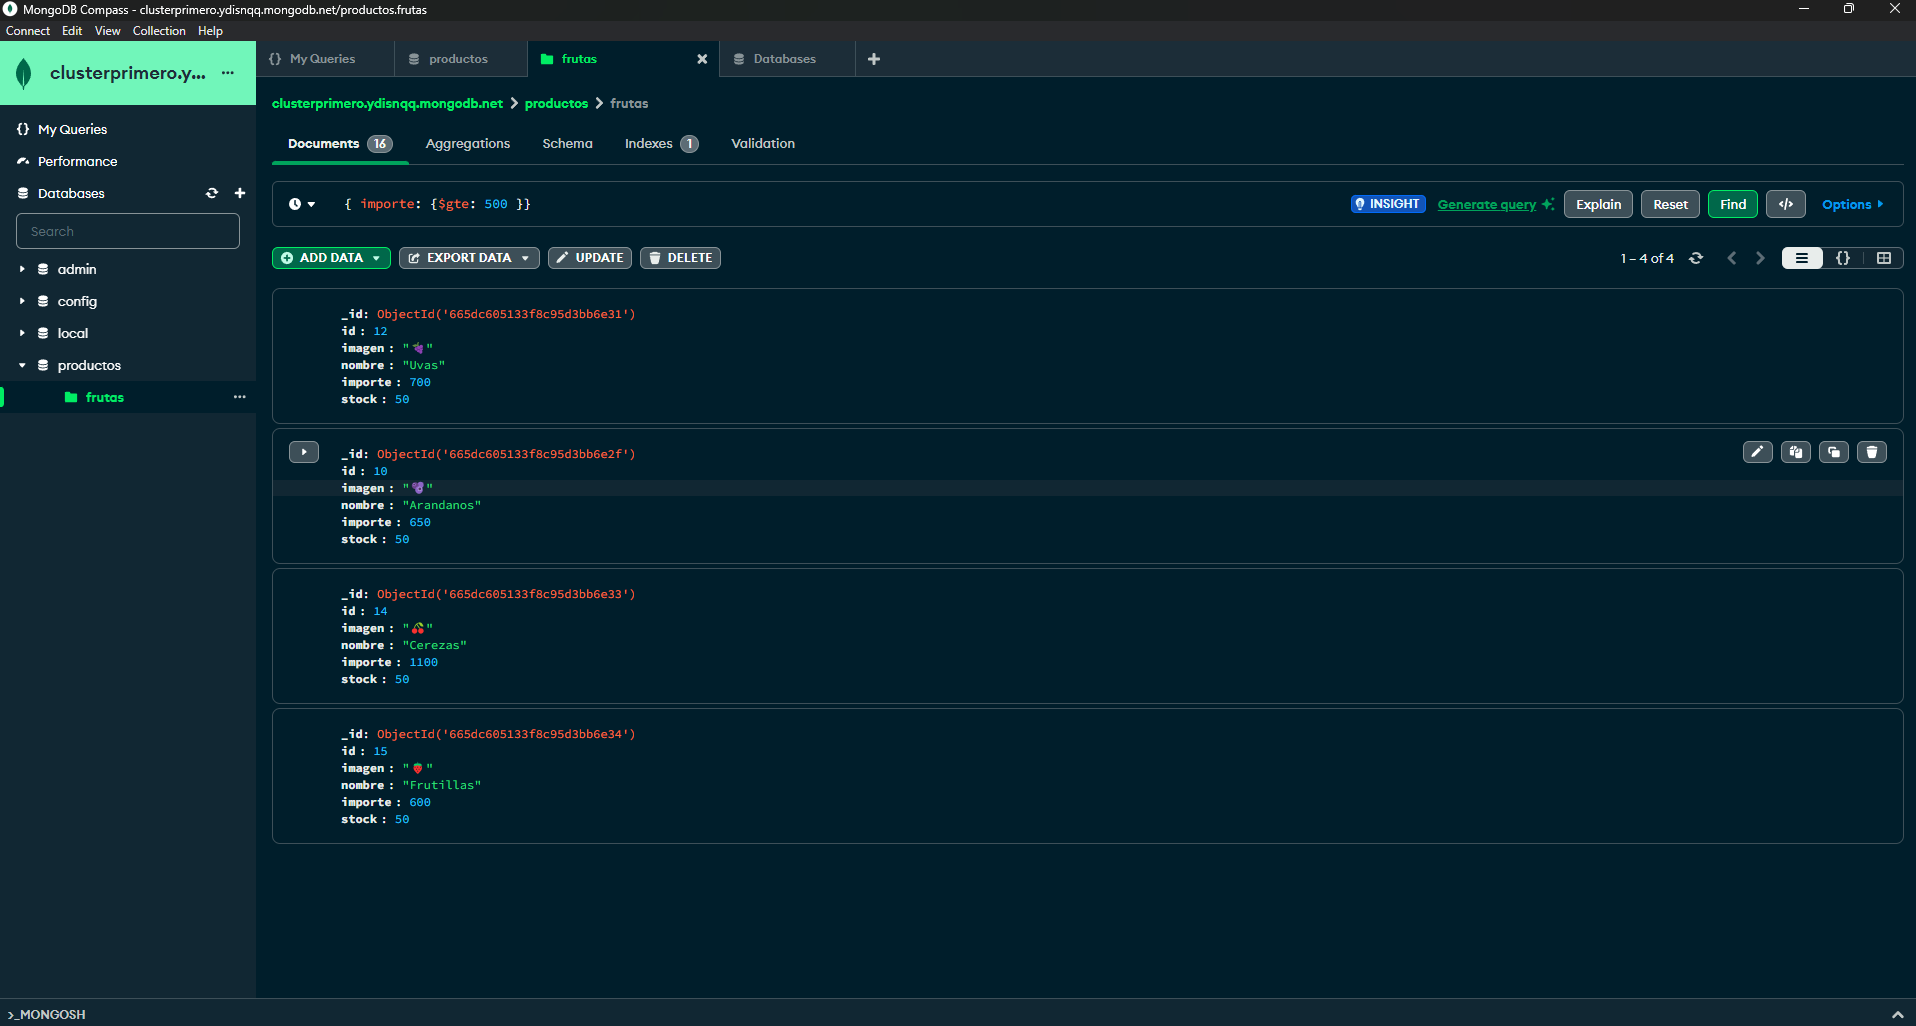 MongoDB Compass - clusterprimero.ydisnqq.mongodb.net/productos.frutas
Connect Edit View Collection Help
clusterprimero.y... ...
My Queries
Performance
Databases
Search
admin
config
local
productos
frutas ...
{} My Queries productos frutas Databases
clusterprimero.ydisnqq.mongodb.net > productos > frutas
Documents 16 Aggregations Schema Indexes 1 Validation
{ importe: {$gte: 500 }} INSIGHT Generate query Explain Reset Find </> Options
ADD DATA EXPORT DATA UPDATE DELETE 1 – 4 of 4 {}
_id: ObjectId('665dc605133f8c95d3bb6e31')
id : 12
imagen : "🍇"
nombre : "Uvas"
importe : 700
stock : 50
_id: ObjectId('665dc605133f8c95d3bb6e2f')
id : 10
imagen : "🫐"
nombre : "Arandanos"
importe : 650
stock : 50
_id: ObjectId('665dc605133f8c95d3bb6e33')
id : 14
imagen : "🍒"
nombre : "Cerezas"
importe : 1100
stock : 50
_id: ObjectId('665dc605133f8c95d3bb6e34')
id : 15
imagen : "🍓"
nombre : "Frutillas"
importe : 600
stock : 50
>_MONGOSH